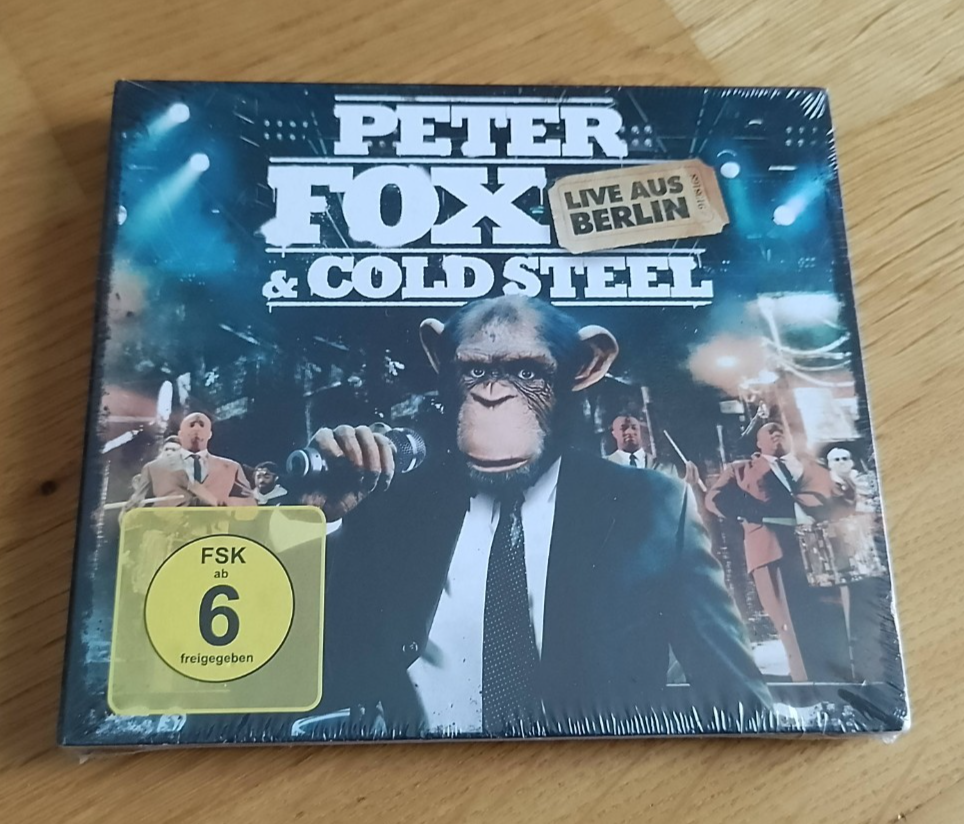 PETER
FOX
LIVE AUS
BERLIN
& COLD STEEL
FSK
ab
6
freigegeben